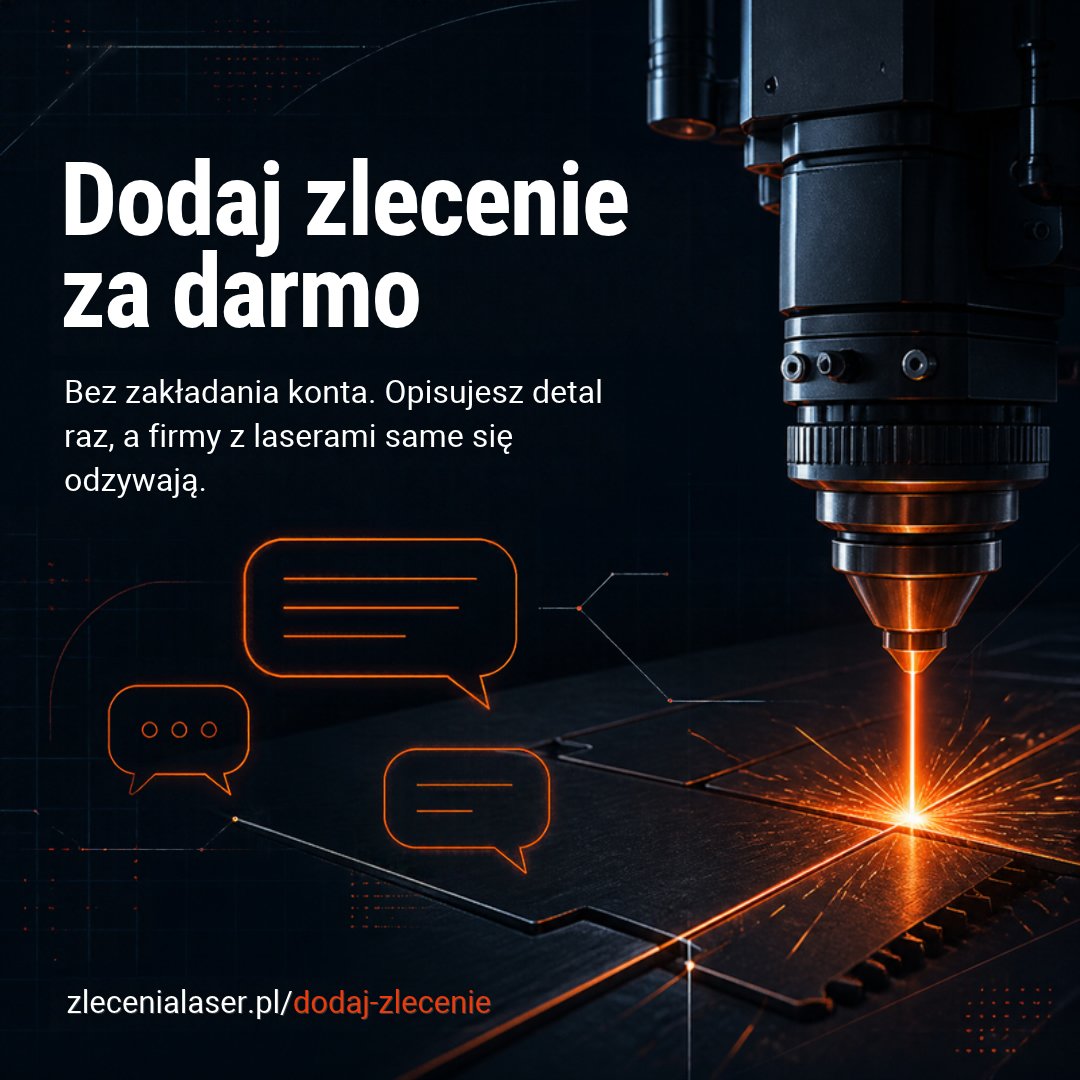 Dodaj zlecenie
za darmo
Bez zakładania konta. Opisujesz detal
raz, a firmy z laserami same się
odzywają.
zlecenialaser.pl/dodaj-zlecenie